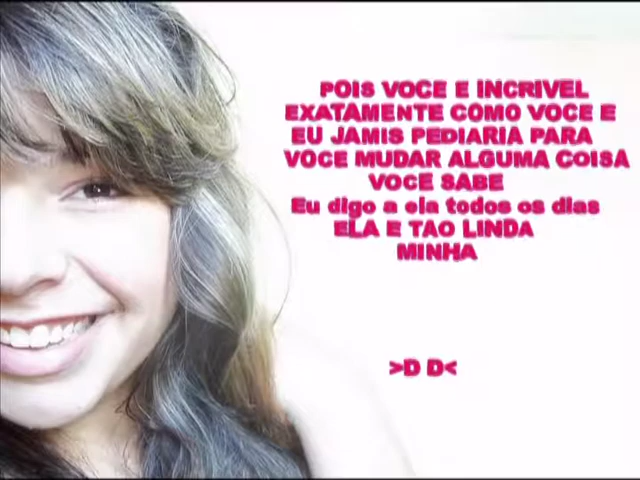 POIS VOCE E INCRIVEL
EXATAMENTE COMO VOCE E
EU JAMIS PEDIARIA PARA
VOCE MUDAR ALGUMA COISA
VOCE SABE
Eu digo a ela todos os dias
ELA E TAO LINDA
MINHA
>D D<